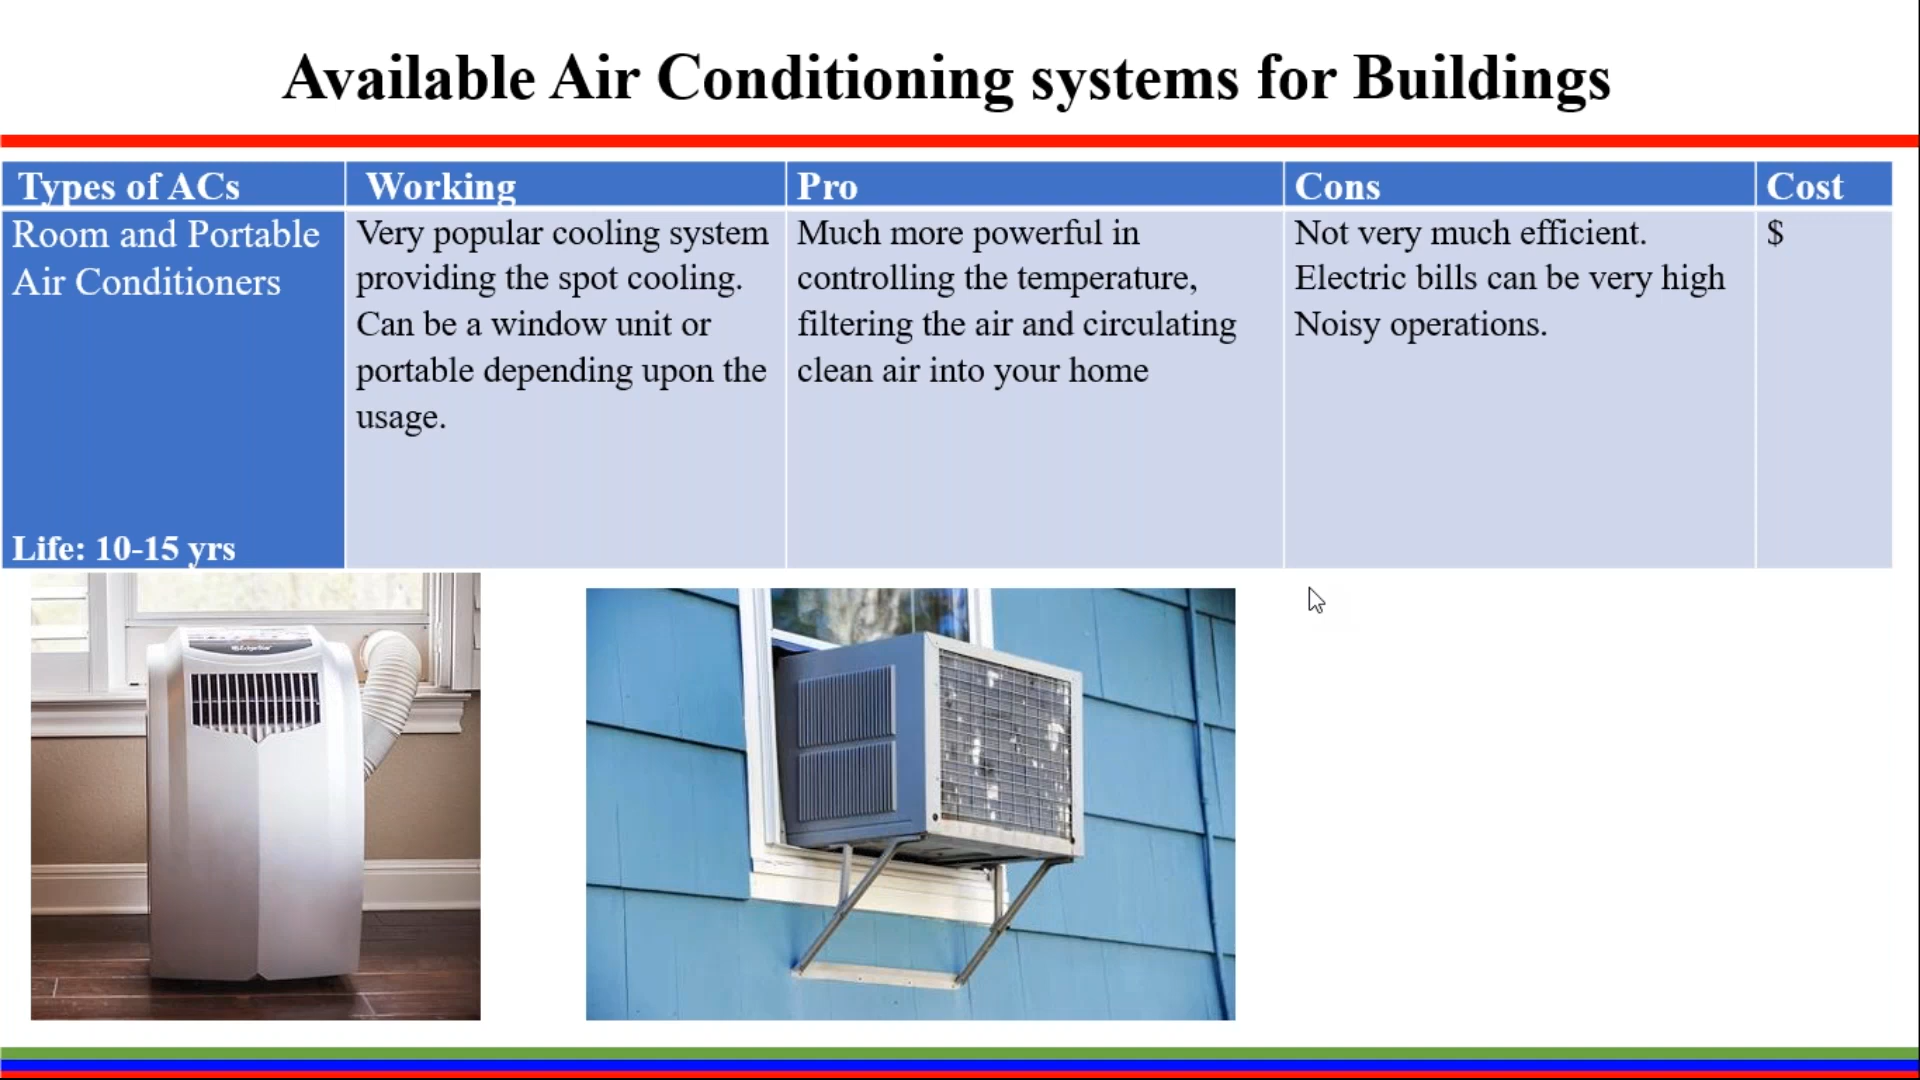 Available Air Conditioning systems for Buildings
Types of ACs
Working
Pro
Cons
Cost
Room and Portable
Air Conditioners
Life: 10-15 yrs
Very popular cooling system
providing the spot cooling.
Can be a window unit or
portable depending upon the
usage.
Much more powerful in
controlling the temperature,
filtering the air and circulating
clean air into your home
Not very much efficient.
Electric bills can be very high
Noisy operations.
$
EdgeStar